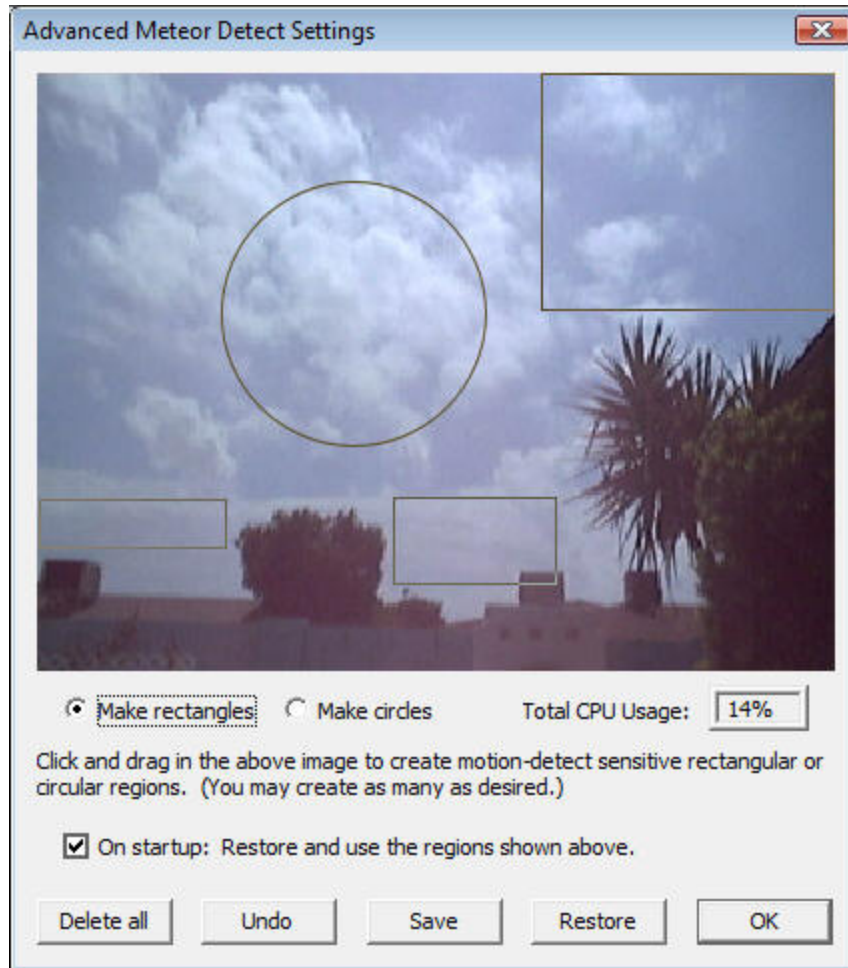 Advanced Meteor Detect Settings
Make rectangles Make circles Total CPU Usage: 14%
Click and drag in the above image to create motion-detect sensitive rectangular or
circular regions. (You may create as many as desired.)
On startup: Restore and use the regions shown above.
Delete all Undo Save Restore OK